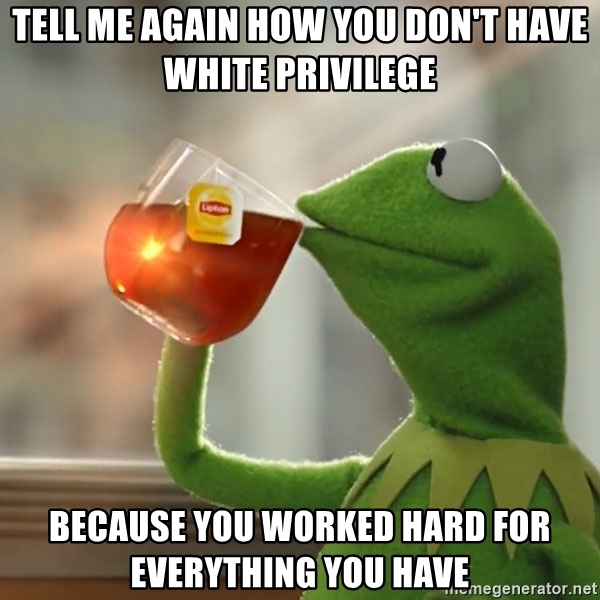 TELL ME AGAIN HOW YOU DON'T HAVE
WHITE PRIVILEGE
Lipton
BECAUSE YOU WORKED HARD FOR
EVERYTHING YOU HAVE
memegenerator.net